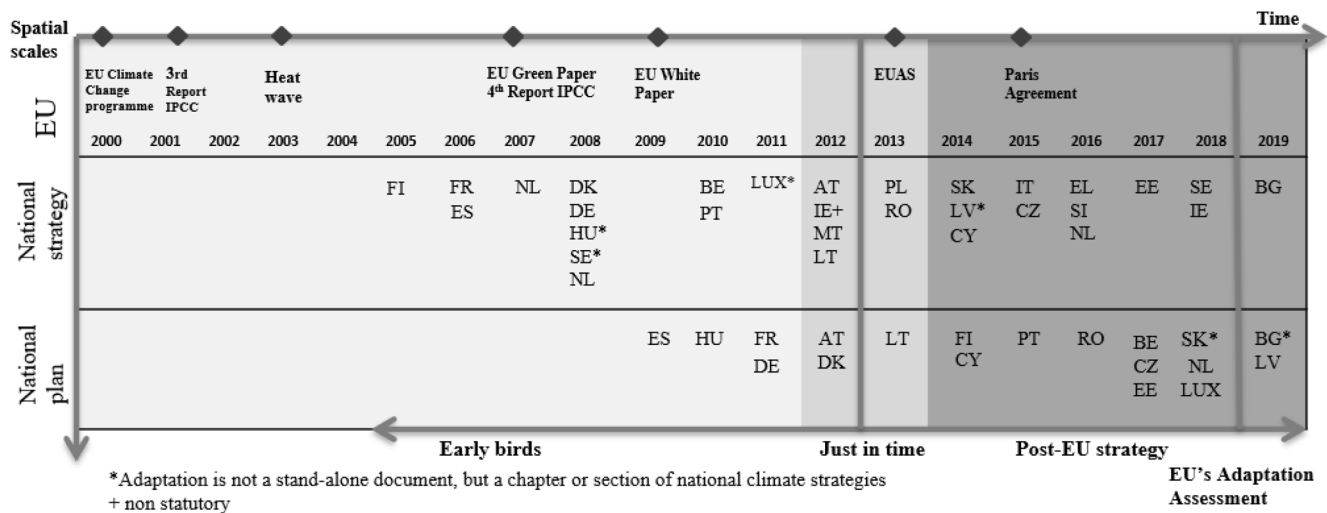 Spatial scales
Time
EU Climate Change programme
3rd Report IPCC
Heat wave
EU Green Paper
4th Report IPCC
EU White Paper
EUAS
Paris Agreement
EU
2000 2001 2002 2003 2004 2005 2006 2007 2008 2009 2010 2011 2012 2013 2014 2015 2016 2017 2018 2019
National strategy
FI FR NL DK BE LUX* AT PL SK IT EL EE SE BG
ES DE PT IE+ RO LV* CZ SI IE
HU* MT CY NL
SE* LT
NL
National plan
ES HU FR AT LT FI PT RO BE SK* BG*
DE DK CY CZ NL LV
EE LUX
Early birds Just in time Post-EU strategy
EU's Adaptation Assessment
*Adaptation is not a stand-alone document, but a chapter or section of national climate strategies
+ non statutory